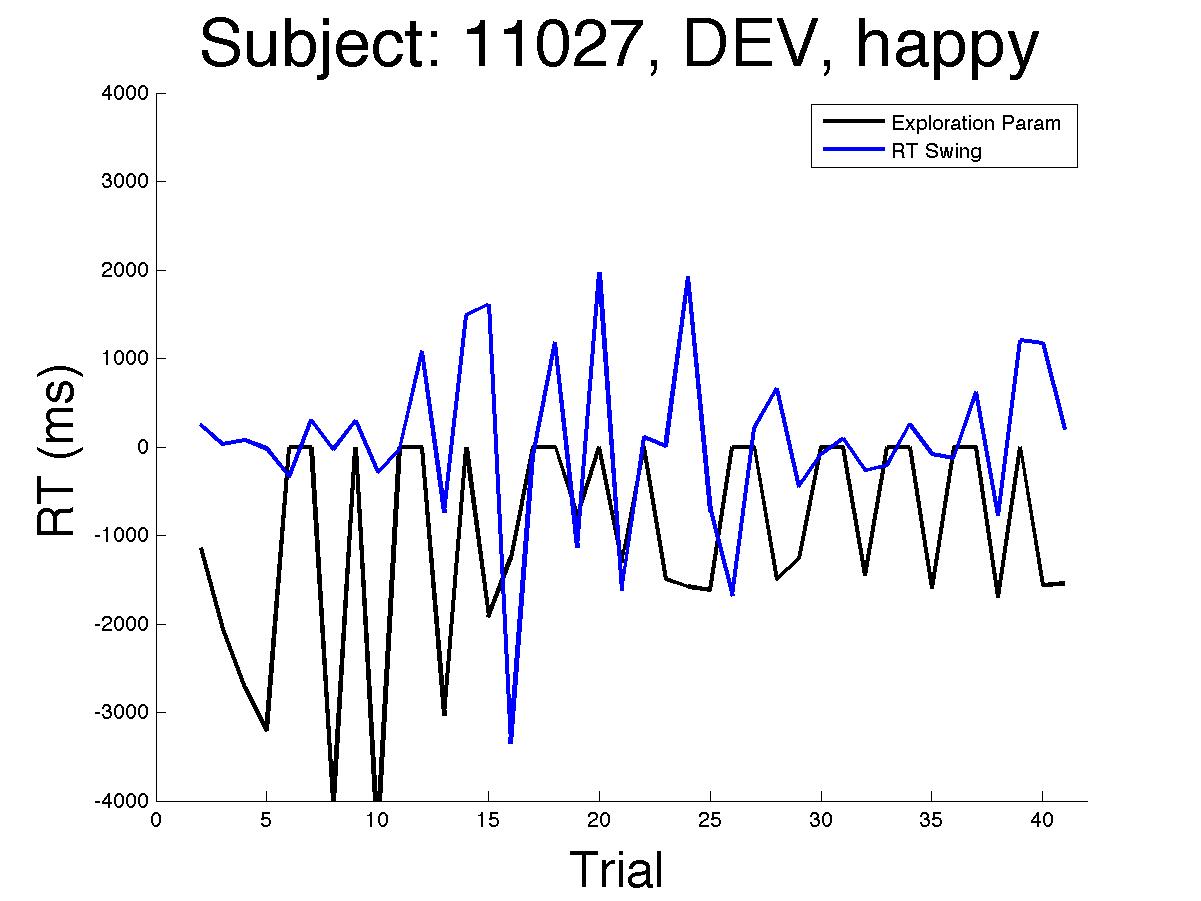 Subject: 11027, DEV, happy
Exploration Param
RT Swing
RT (ms)
4000
3000
2000
1000
0
-1000
-2000
-3000
-4000
0 5 10 15 20 25 30 35 40
Trial